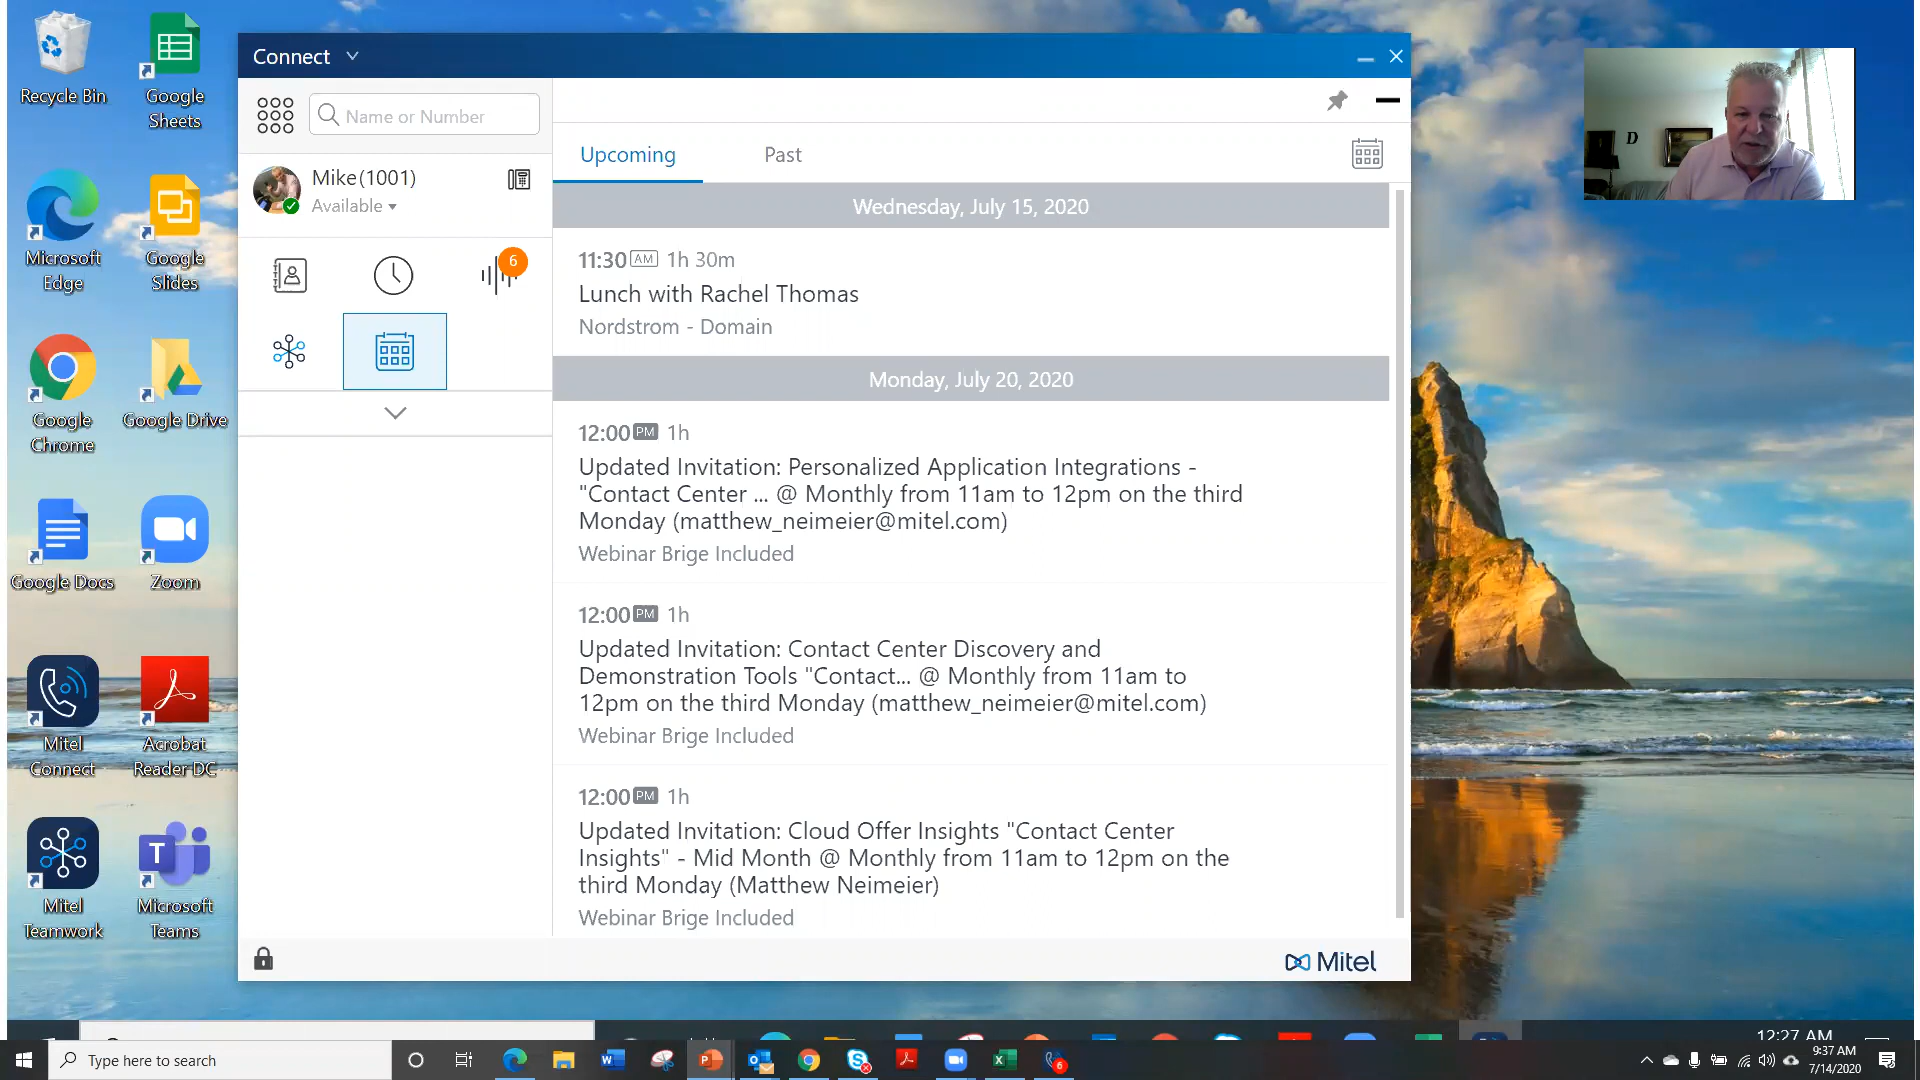 Recycle Bin
Google
Sheets
Microsoft
Edge
Google
Slides
Google
Chrome
Google Drive
Google Docs
Zoom
Mitel
Connect
Acrobat
Reader DC
Mitel
Teamwork
Microsoft
Teams
Connect
Name or Number
Mike(1001)
Available
6
Upcoming
Past
Wednesday, July 15, 2020
11:30 AM 1h 30m
Lunch with Rachel Thomas
Nordstrom - Domain
Monday, July 20, 2020
12:00 PM 1h
Updated Invitation: Personalized Application Integrations -
"Contact Center ... @ Monthly from 11am to 12pm on the third
Monday (matthew_neimeier@mitel.com)
Webinar Brige Included
12:00 PM 1h
Updated Invitation: Contact Center Discovery and
Demonstration Tools "Contact... @ Monthly from 11am to
12pm on the third Monday (matthew_neimeier@mitel.com)
Webinar Brige Included
12:00 PM 1h
Updated Invitation: Cloud Offer Insights "Contact Center
Insights" - Mid Month @ Monthly from 11am to 12pm on the
third Monday (Matthew Neimeier)
Webinar Brige Included
Mitel
D
12:27 AM
Type here to search
6
9:37 AM
7/14/2020